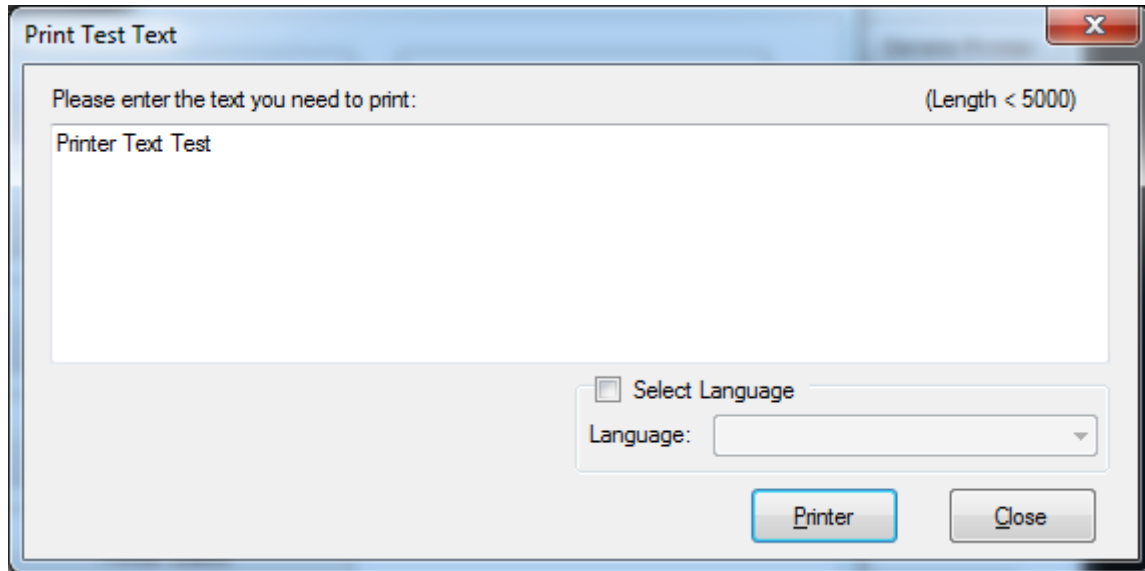 Print Test Text
Please enter the text you need to print: (Length < 5000)
Printer Text Test
Select Language
Language:
Printer Close